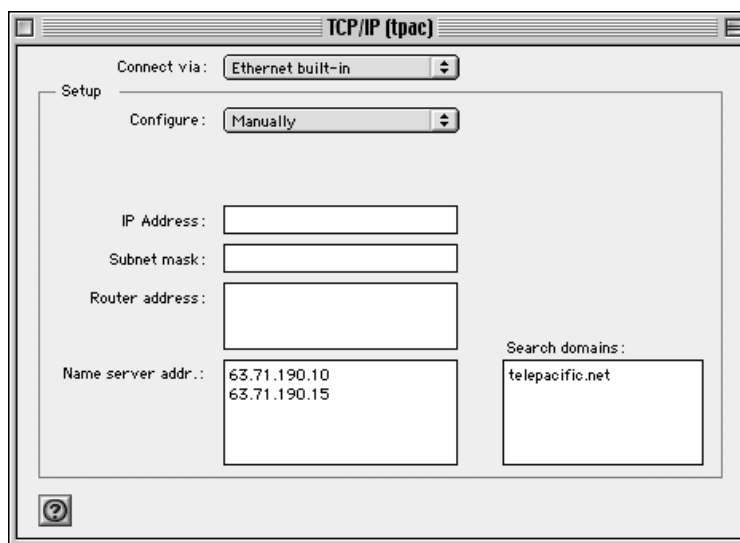 TCP/IP (tpac)
Connect via: Ethernet built-in
Setup
Configure: Manually
IP Address:
Subnet mask:
Router address:
Search domains:
Name server addr.: 63.71.190.10
63.71.190.15
telepacific.net
?